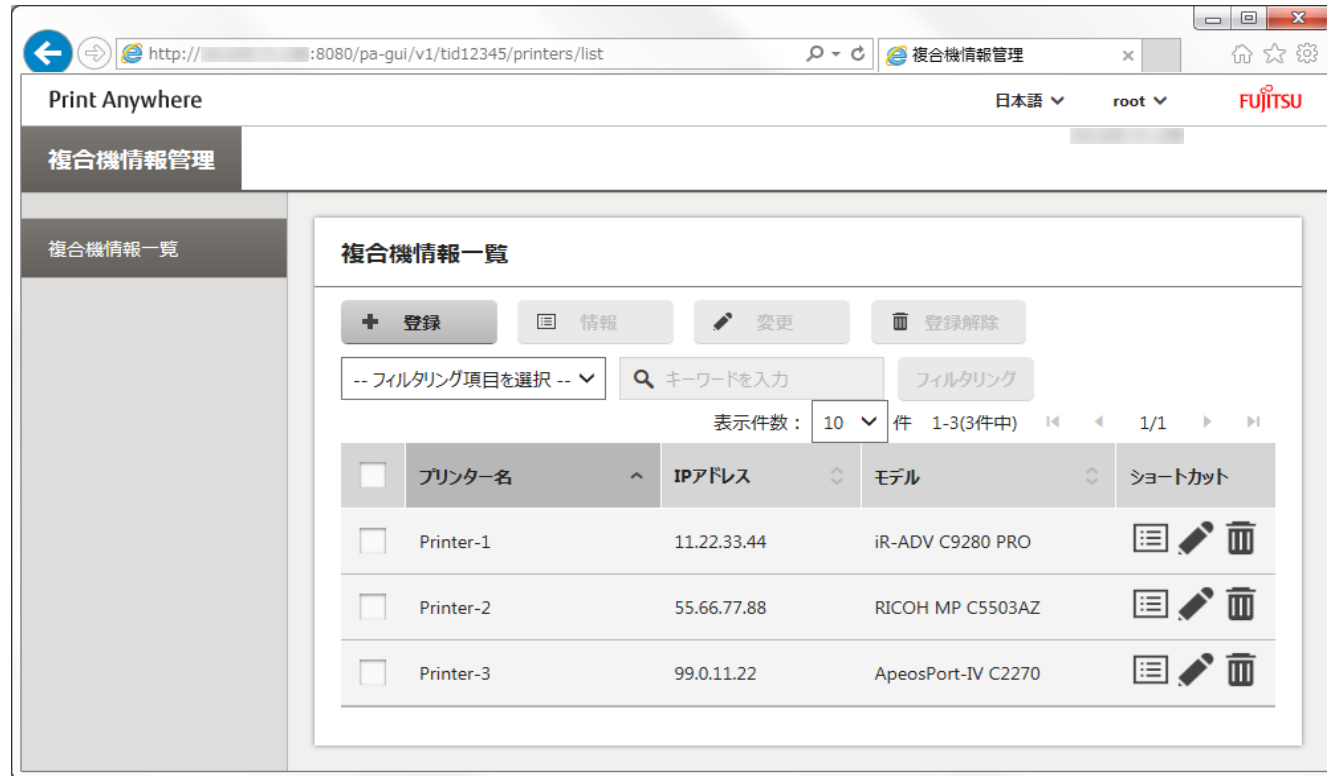 http:// :8080/pa-gui/v1/tid12345/printers/list 複合機情報管理
Print Anywhere 日本語 root FUJITSU
複合機情報管理
複合機情報一覧
複合機情報一覧
登録 情報 変更 登録解除
-- フィルタリング項目を選択 -- キーワードを入力 フィルタリング
表示件数： 10 件 1-3(3件中) 1/1
プリンター名 IPアドレス モデル ショートカット
Printer-1 11.22.33.44 iR-ADV C9280 PRO
Printer-2 55.66.77.88 RICOH MP C5503AZ
Printer-3 99.0.11.22 ApeosPort-IV C2270